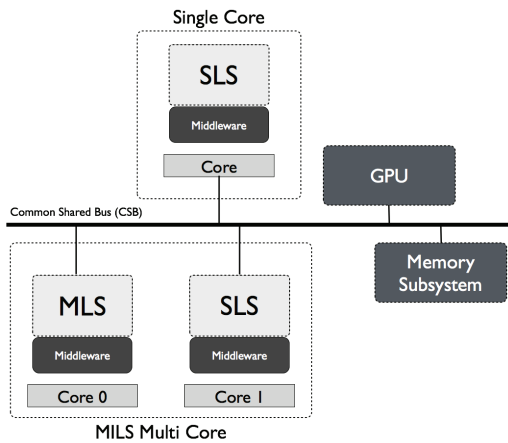 Single Core
SLS
Middleware
Core
GPU
Common Shared Bus (CSB)
Memory
Subsystem
MLS
SLS
Middleware
Middleware
Core 0
Core 1
MILS Multi Core